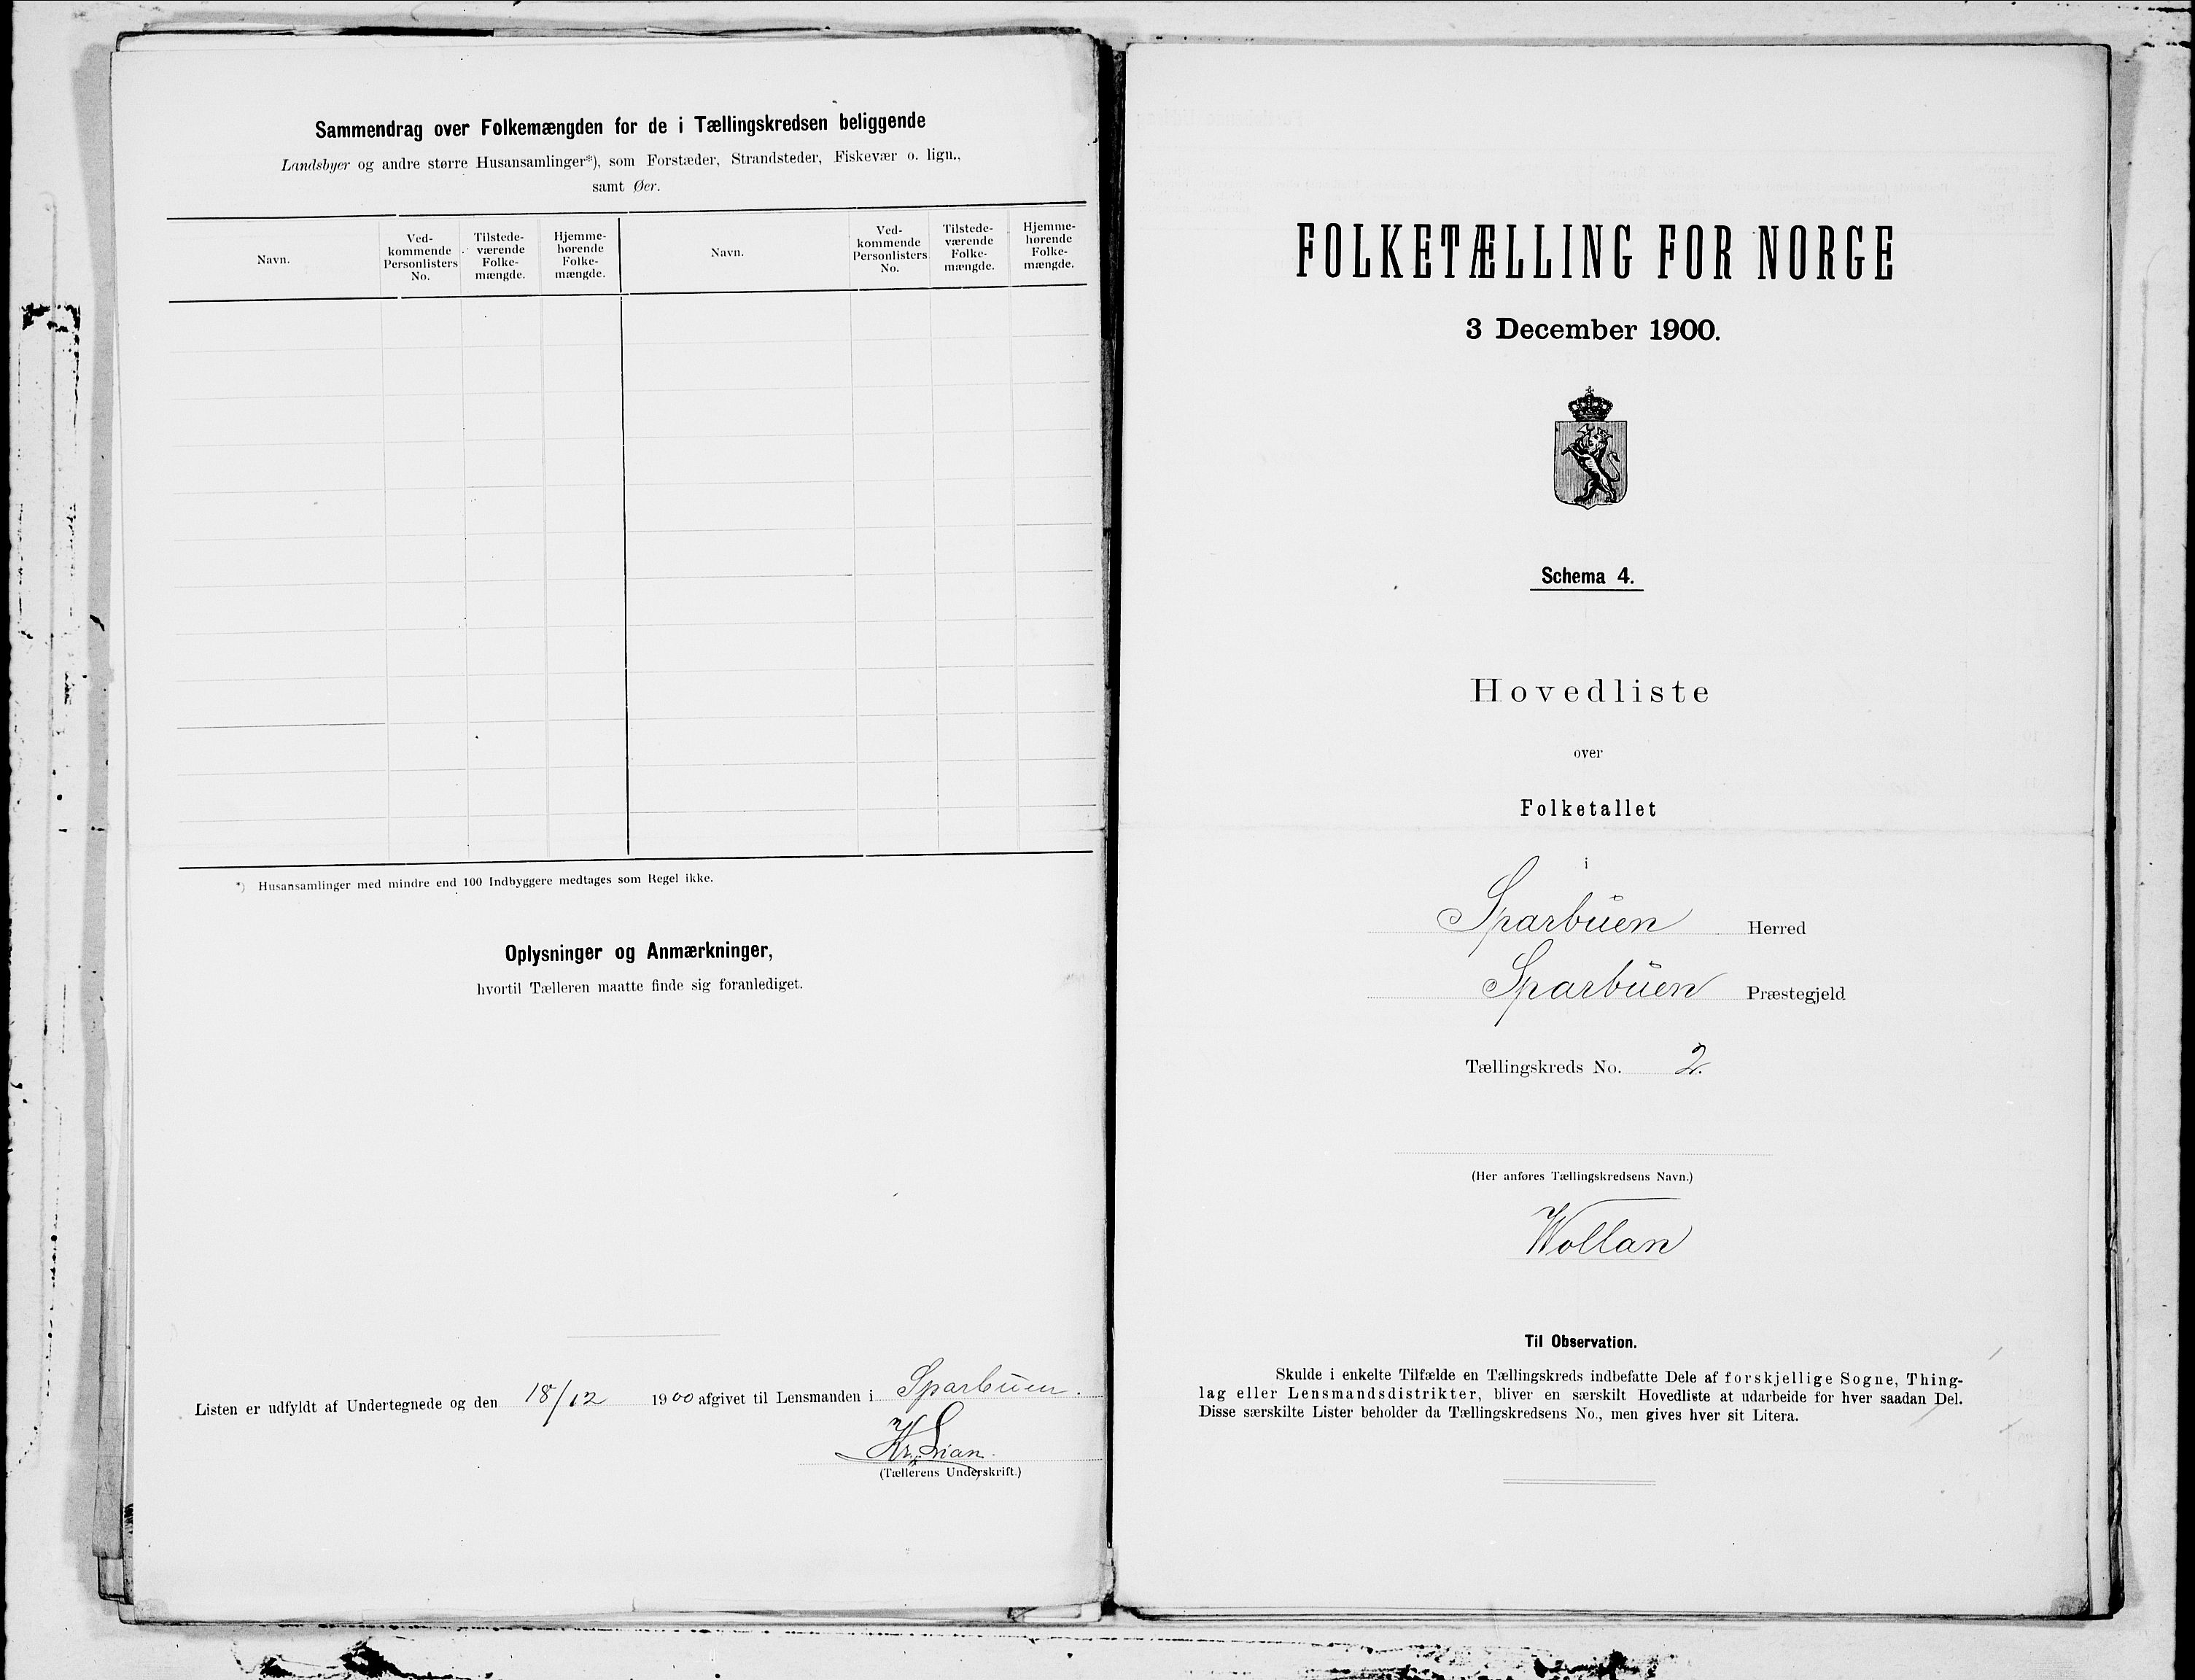 Sammendrag over Folkemængden for de i Tællingskredsen beliggende
Landsbyer og andre større Husansamlinger*), som Forstæder, Strandsteder, Fiskevær o. lign.,
samt Øer.
Navn.
Ved-
kommende
Personlisters
No.
Tilstede-
værende
Folke-
mængde.
Hjemme-
hørende
Folke-
mængde.
Navn.
Ved-
kommende
Personlisters
No.
Tilstede-
værende
Folke-
mængde.
Hjemme-
hørende
Folke-
mængde.
*) Husansamlinger med mindre end 100 Indbyggere medtages som Regel ikke.
Oplysninger og Anmærkninger,
hvortil Tælleren maatte finde sig foranlediget.
Listen er udfyldt af Undertegnede og den 18/12 1900 afgivet til Lensmanden i Sparbuen.
Kr. Lian.
(Tællerens Underskrift.)
FOLKETÆLLING FOR NORGE
3 December 1900.
Schema 4.
Hovedliste
over
Folketallet
i
Sparbuen Herred
Sparbuen Præstegjeld
Tællingskreds No. 2.
(Her anføres Tællingskredsens Navn.)
Wollan
Til Observation.
Skulde i enkelte Tilfælde en Tællingskreds indbefatte Dele af forskjellige Sogne, Thing-
lag eller Lensmandsdistrikter, bliver en særskilt Hovedliste at udarbeide for hver saadan Del.
Disse særskilte Lister beholder da Tællingskredsens No., men gives hver sit Litera.